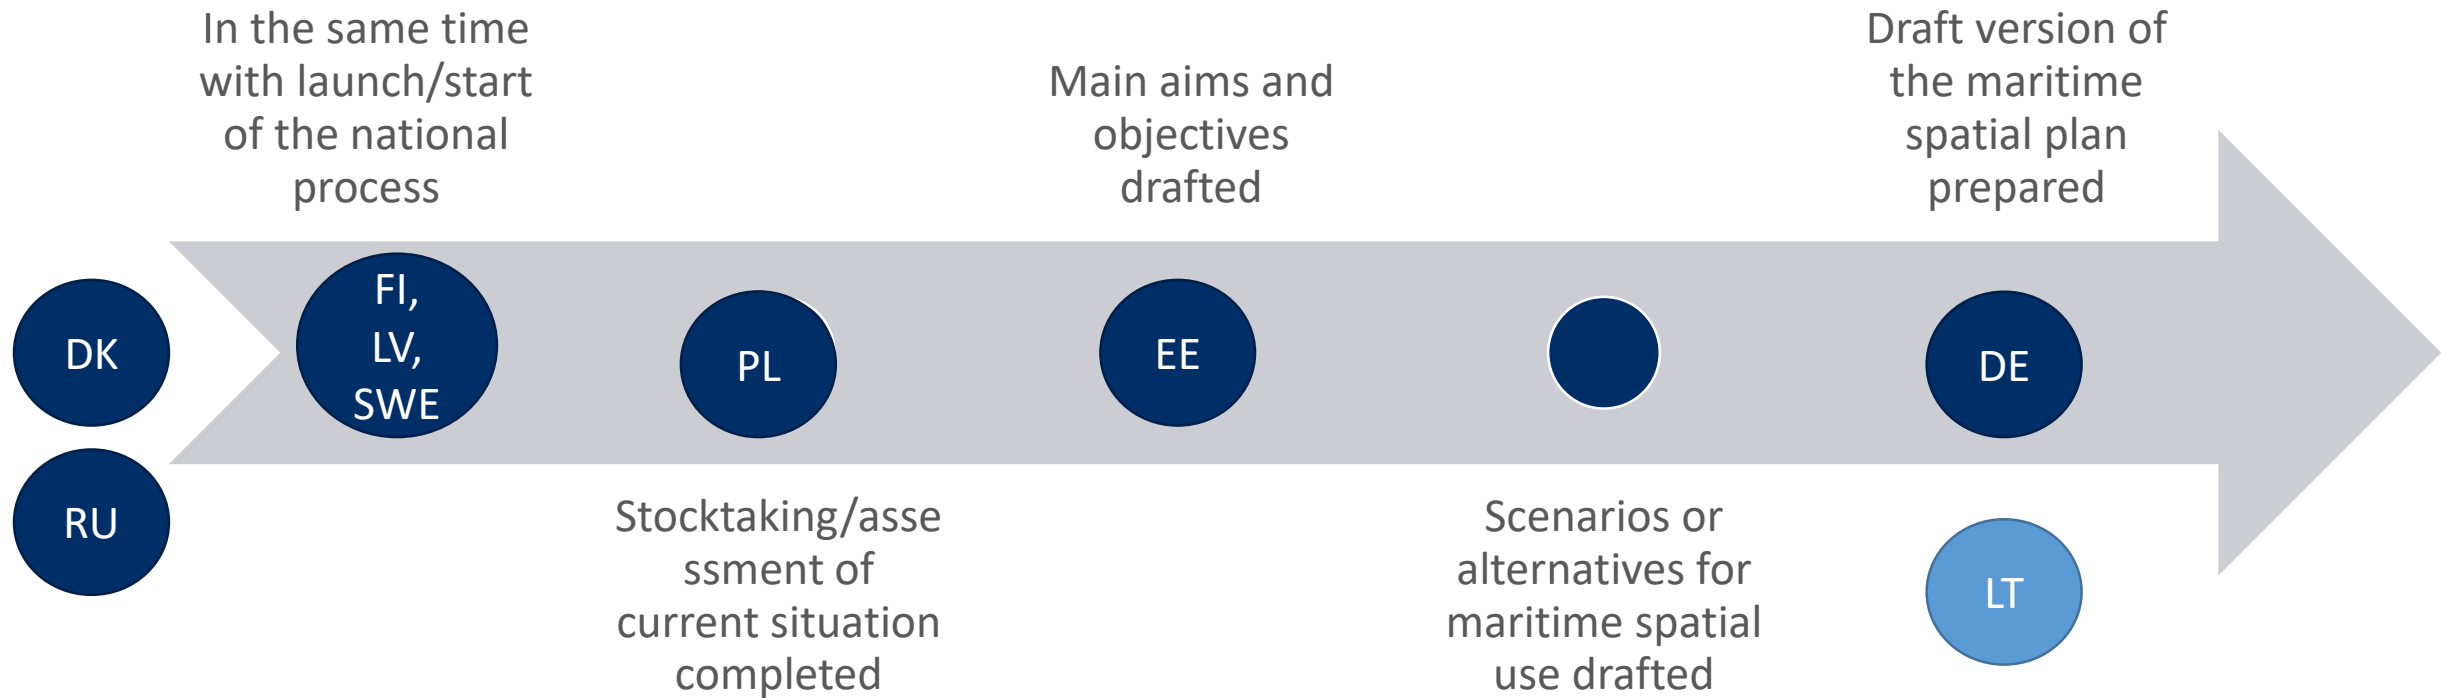 In the same time
with launch/start
of the national
process
Main aims and
objectives
drafted
Draft version of
the maritime
spatial plan
prepared
DK
RU
FI,
LV,
SWE
PL
EE
DE
LT
Stocktaking/asse
ssment of
current situation
completed
Scenarios or
alternatives for
maritime spatial
use drafted